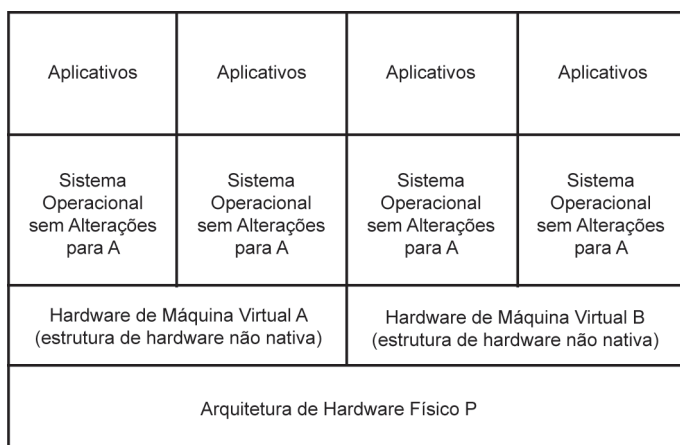 Aplicativos
Aplicativos
Aplicativos
Aplicativos
Sistema
Operacional
sem Alterações
para A
Sistema
Operacional
sem Alterações
para A
Sistema
Operacional
sem Alterações
para A
Sistema
Operacional
sem Alterações
para A
Hardware de Máquina Virtual A
(estrutura de hardware não nativa)
Hardware de Máquina Virtual B
(estrutura de hardware não nativa)
Arquitetura de Hardware Físico P